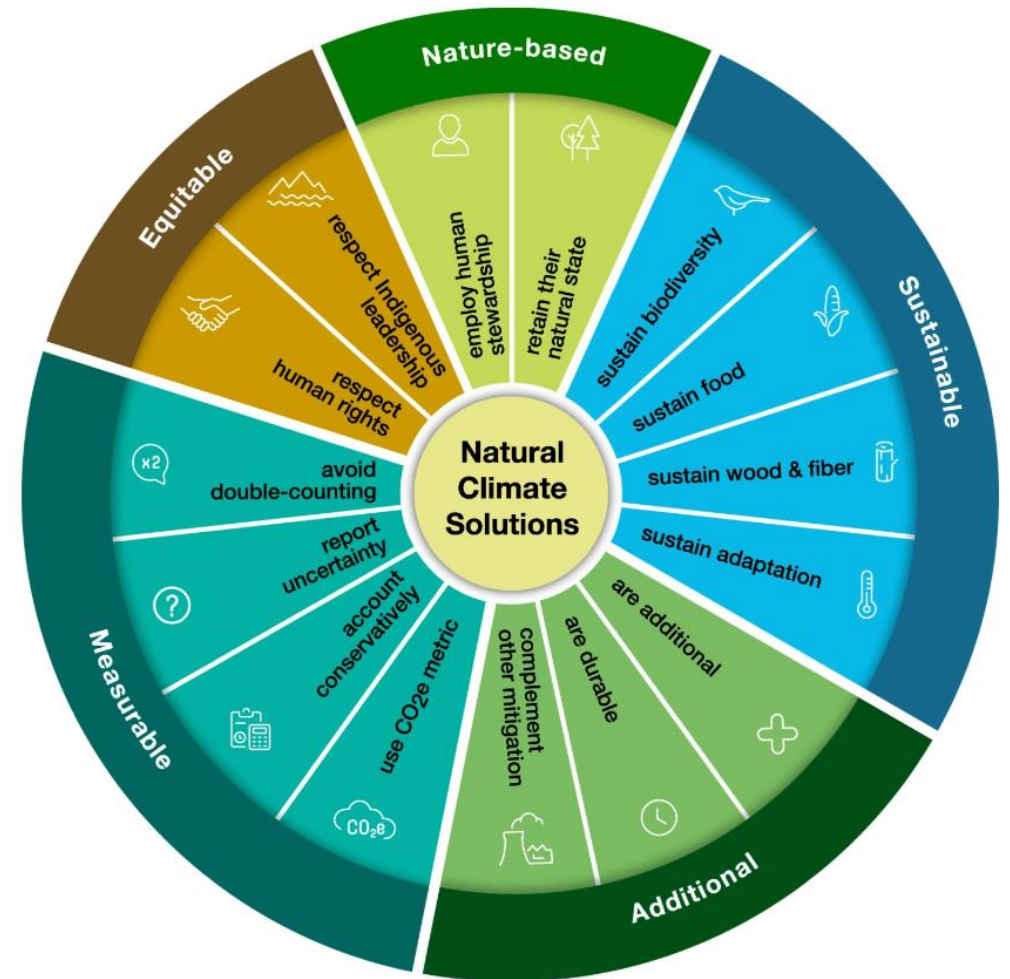 Natural
Climate
Solutions
Nature-based
employ human
stewardship
retain their
natural state
Sustainable
sustain biodiversity
sustain food
sustain wood & fiber
sustain adaptation
Additional
are additional
are durable
complement
other mitigation
Measurable
use CO2e metric
CO₂e
account
conservatively
report
uncertainty
?
avoid
double-counting
x2
Equitable
respect
human rights
respect Indigenous
leadership